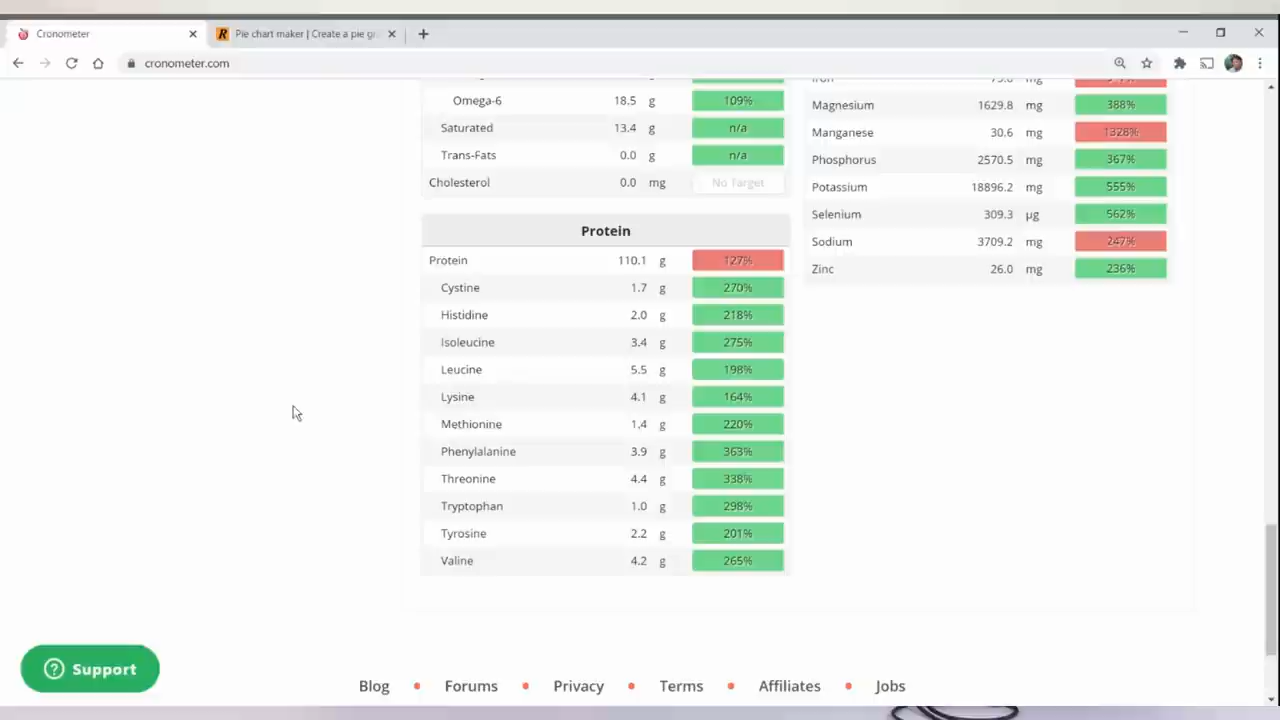 Cronometer
Pie chart maker | Create a pie gr
cronometer.com
Omega-6 18.5 g 109%
Saturated 13.4 g n/a
Trans-Fats 0.0 g n/a
Cholesterol 0.0 mg No Target
Protein
Protein 110.1 g 127%
Cystine 1.7 g 270%
Histidine 2.0 g 218%
Isoleucine 3.4 g 275%
Leucine 5.5 g 198%
Lysine 4.1 g 164%
Methionine 1.4 g 220%
Phenylalanine 3.9 g 363%
Threonine 4.4 g 338%
Tryptophan 1.0 g 298%
Tyrosine 2.2 g 201%
Valine 4.2 g 265%
Iron mg
Magnesium 1629.8 mg 388%
Manganese 30.6 mg 1328%
Phosphorus 2570.5 mg 367%
Potassium 18896.2 mg 555%
Selenium 309.3 µg 562%
Sodium 3709.2 mg 247%
Zinc 26.0 mg 236%
Support
Blog • Forums • Privacy • Terms • Affiliates • Jobs